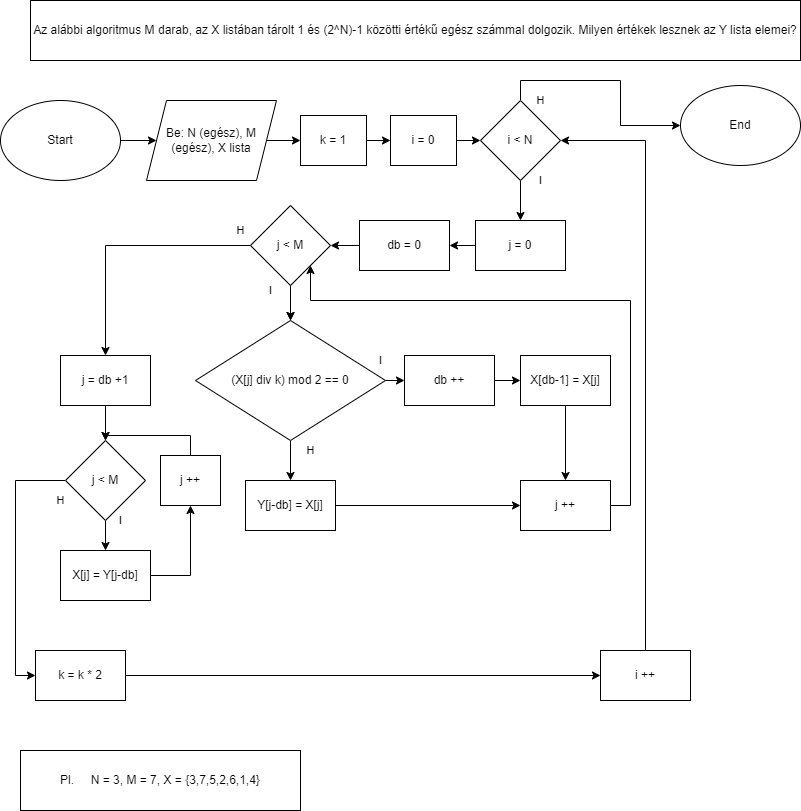 Az alábbi algoritmus M darab, az X listában tárolt 1 és (2^N)-1 közötti értékű egész számmal dolgozik. Milyen értékek lesznek az Y lista elemei?
H
Start
Be: N (egész), M
(egész), X lista
k = 1
i = 0
i < N
End
I
H
j < M
db = 0
j = 0
I
I
j = db +1
(X[j] div k) mod 2 == 0
db ++
X[db-1] = X[j]
H
j < M
j ++
H
I
Y[j-db] = X[j]
j ++
X[j] = Y[j-db]
k = k * 2
i ++
Pl. N = 3, M = 7, X = {3,7,5,2,6,1,4}